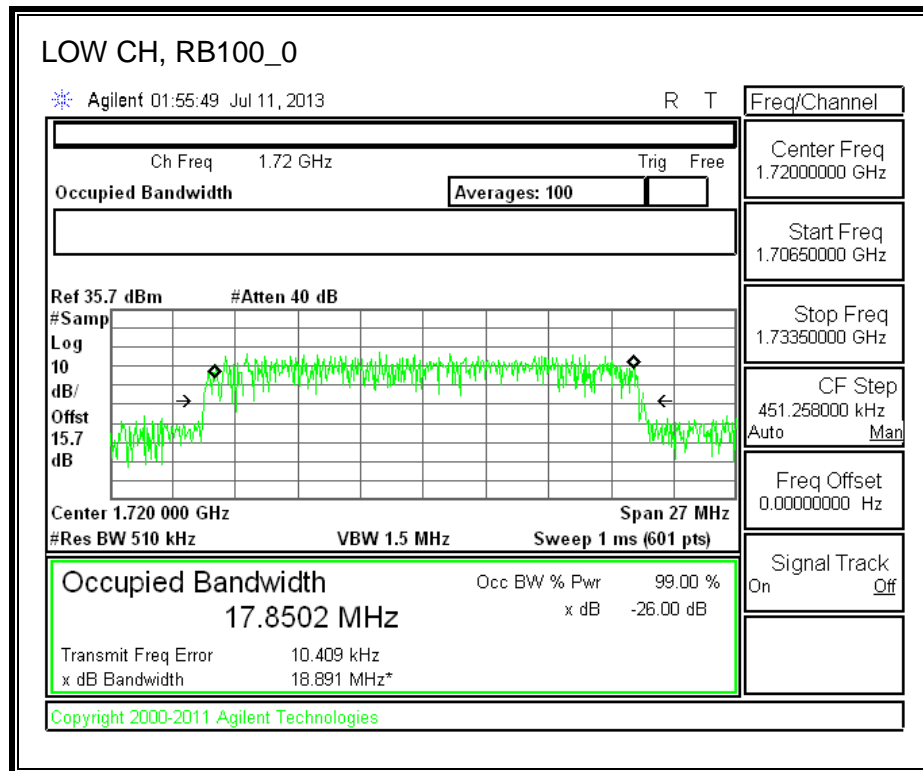 LOW CH, RB100_0
Agilent 01:55:49 Jul 11, 2013 R T
Freq/Channel
Ch Freq 1.72 GHz Trig Free
Occupied Bandwidth Averages: 100
Center Freq
1.72000000 GHz
Start Freq
1.70650000 GHz
Stop Freq
1.73350000 GHz
CF Step
451.258000 kHz
Auto Man
Freq Offset
0.00000000 Hz
Signal Track
On Off
Ref 35.7 dBm #Atten 40 dB
#Samp
Log
10
dB/
Offst
15.7
dB
Center 1.720 000 GHz Span 27 MHz
#Res BW 510 kHz VBW 1.5 MHz Sweep 1 ms (601 pts)
Occupied Bandwidth Occ BW % Pwr 99.00 %
17.8502 MHz x dB -26.00 dB
Transmit Freq Error 10.409 kHz
x dB Bandwidth 18.891 MHz*
Copyright 2000-2011 Agilent Technologies